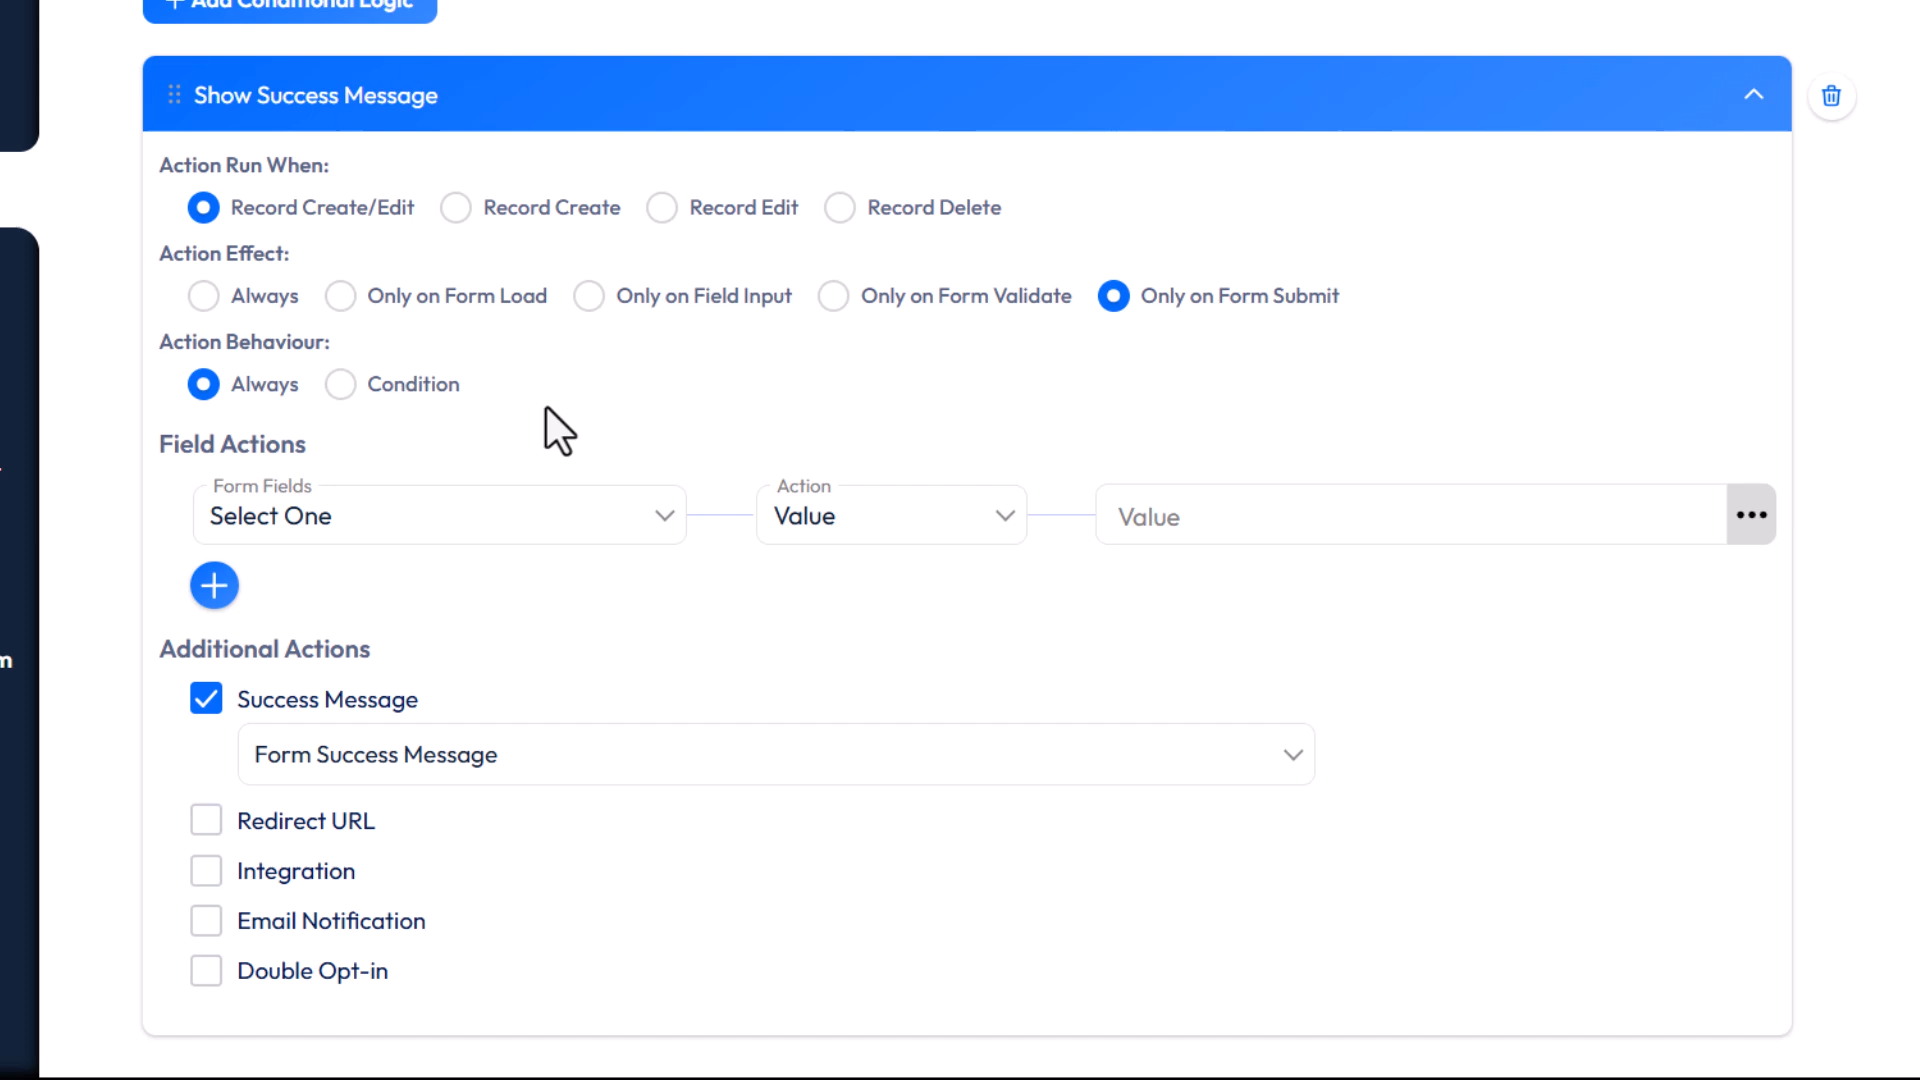 + Add Conditional Logic
Show Success Message
Action Run When:
Record Create/Edit Record Create Record Edit Record Delete
Action Effect:
Always Only on Form Load Only on Field Input Only on Form Validate Only on Form Submit
Action Behaviour:
Always Condition
Field Actions
Form Fields Action
Select One Value Value
Additional Actions
Success Message
Form Success Message
Redirect URL
Integration
Email Notification
Double Opt-in